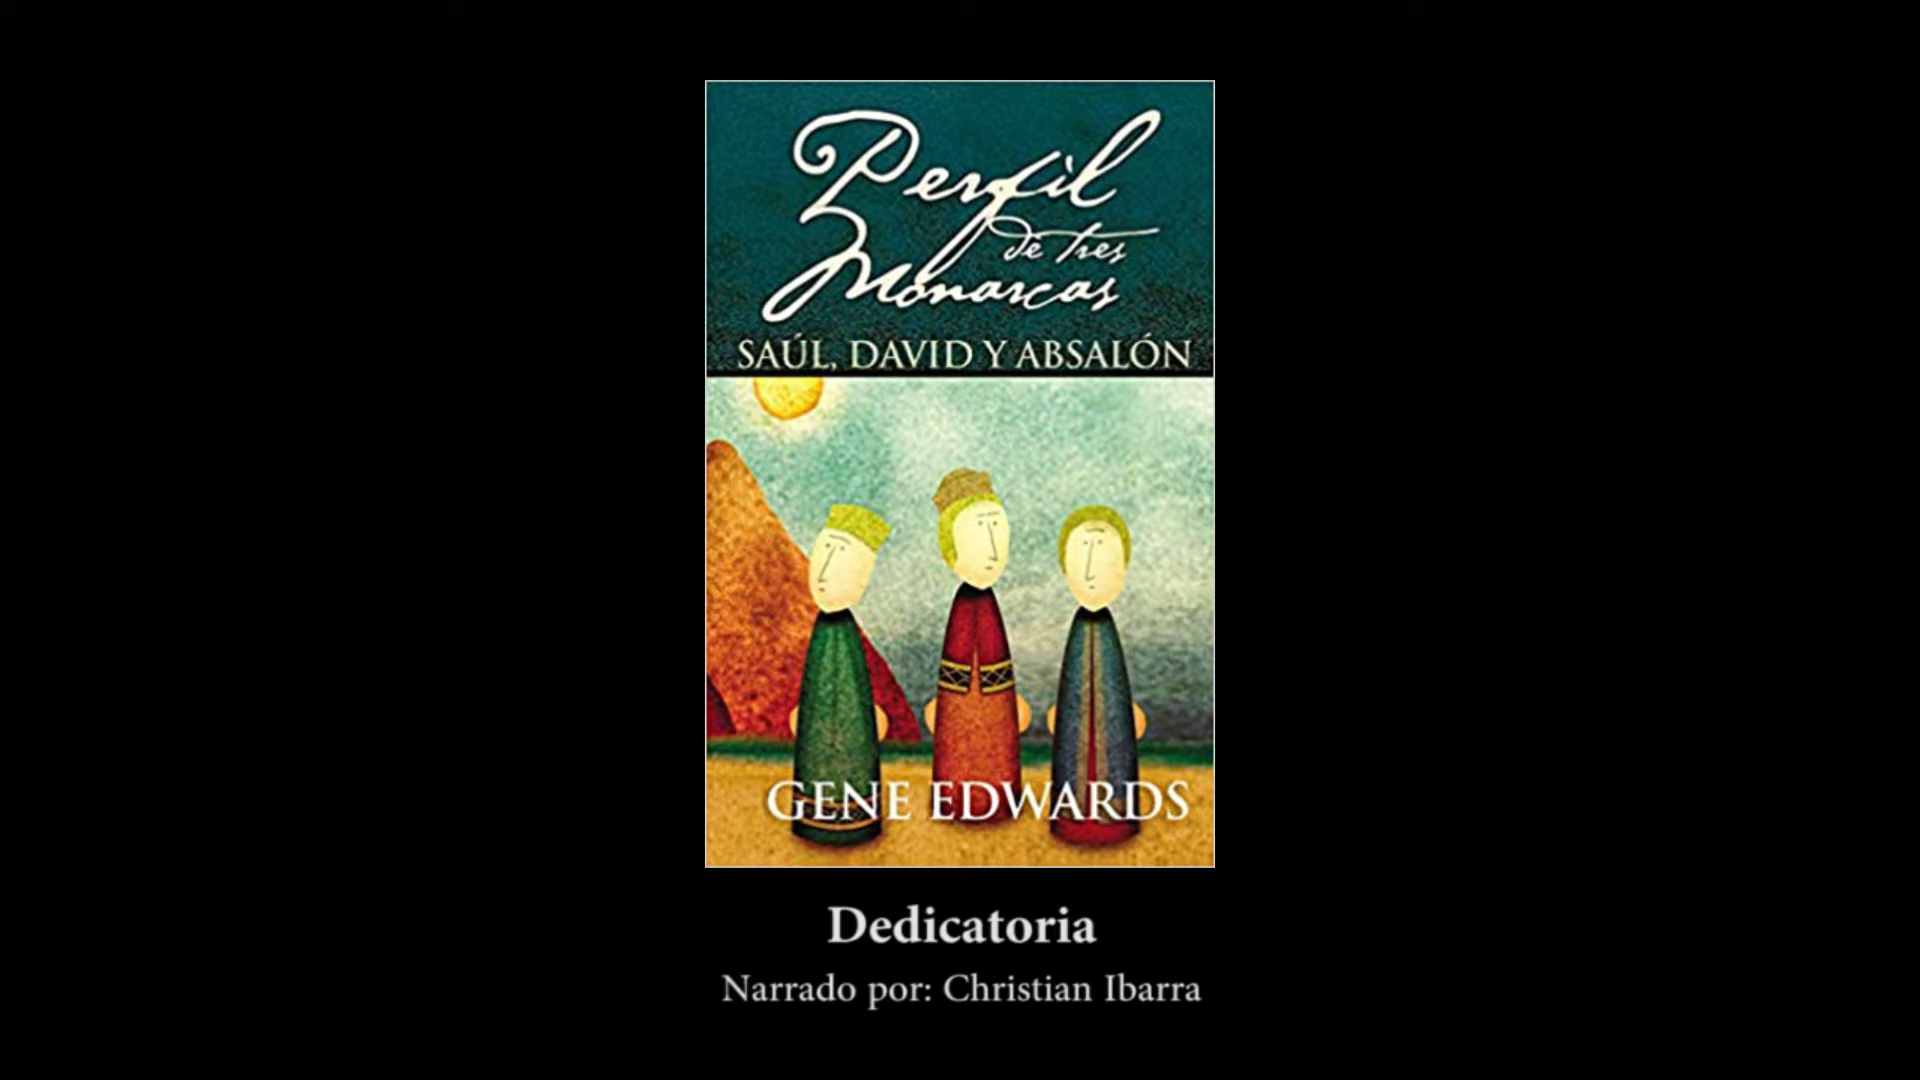 Perfil
de tres
Monarcas
SAÚL, DAVID Y ABSALÓN
GENE EDWARDS
Dedicatoria
Narrado por: Christian Ibarra